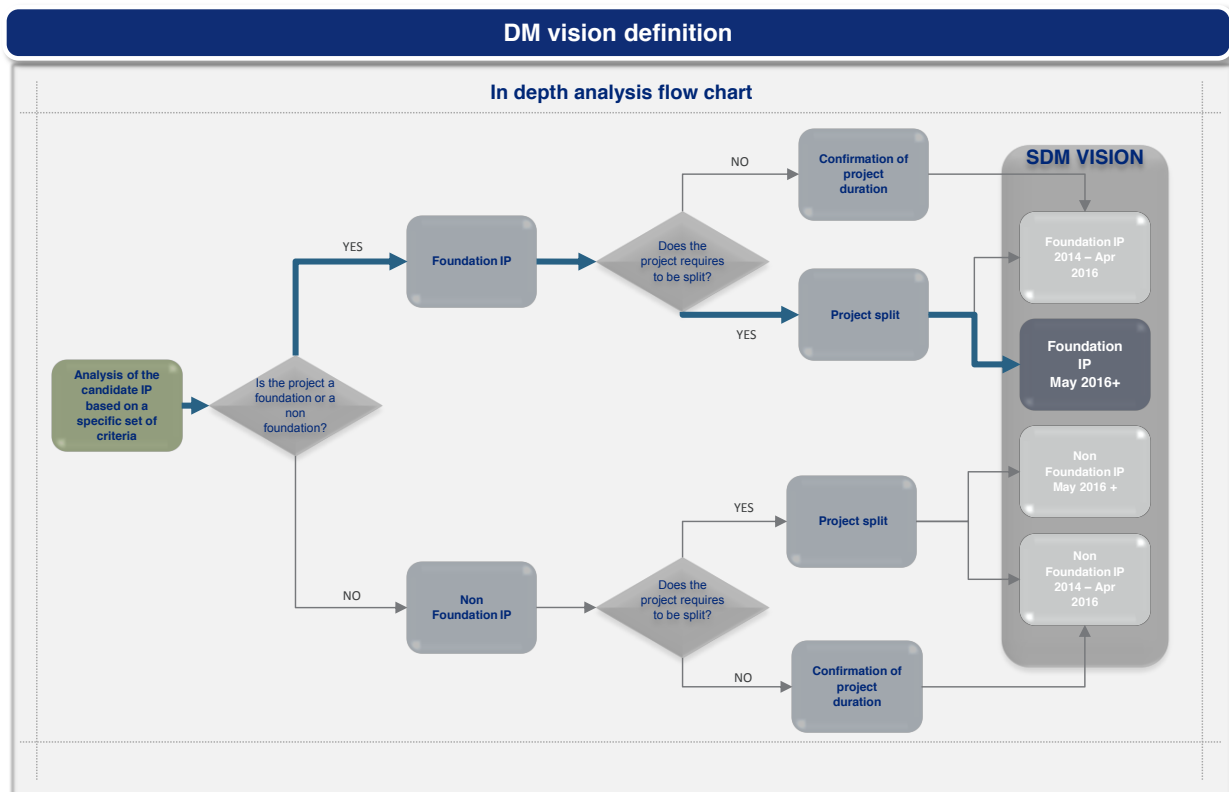 DM vision definition
In depth analysis flow chart
NO
Confirmation of
project
duration
SDM VISION
YES
Foundation IP
Does the
project requires
to be split?
Foundation IP
2014 – Apr
2016
YES
Project split
Foundation
IP
May 2016+
Analysis of the
candidate IP
based on a
specific set of
criteria
Is the project a
foundation or a
non
foundation?
Non
Foundation IP
May 2016 +
YES
Project split
NO
Non
Foundation IP
Does the
project requires
to be split?
Non
Foundation IP
2014 – Apr
2016
NO
Confirmation of
project
duration